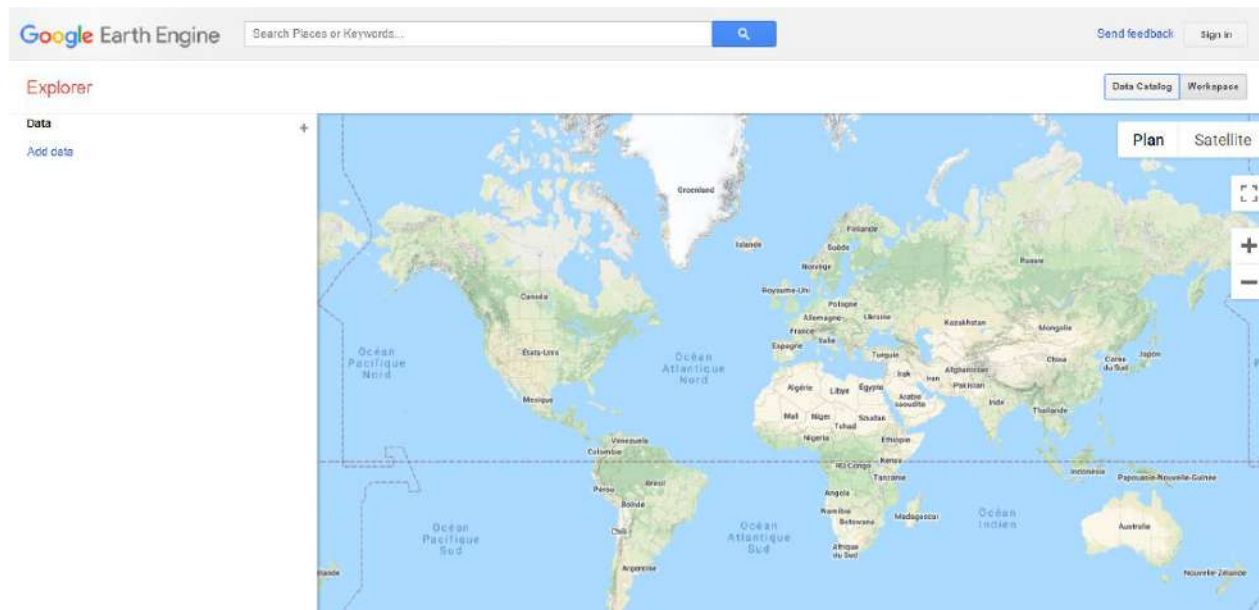 Google Earth Engine
Search Places or Keywords...
Send feedback
Sign in
Explorer
Data Catalog
Workspace
Data
+
Add data
Plan
Satellite
Groenland
Islande
Finlande
Suède
Norvège
Russie
Canada
Royaume-Uni
Pologne
Allemagne
Ukraine
Kazakhstan
Mongolie
France
Italie
Espagne
Turquie
États-Unis
Océan
Pacifique
Nord
Océan
Atlantique
Nord
Chine
Corée
du Sud
Japon
Afghanistan
Pakistan
Irak
Iran
Algérie
Libye
Égypte
Arabie
saoudite
Inde
Mexique
Mali
Niger
Soudan
Tchad
Thaïlande
Nigeria
Éthiopie
Venezuela
Colombie
RD Congo
Kenya
Tanzanie
Indonésie
Papouasie-Nouvelle-Guinée
Pérou
Brésil
Angola
Bolivie
Namibie
Botswana
Madagascar
Océan
Indien
Océan
Pacifique
Sud
Chili
Océan
Atlantique
Sud
Australie
Afrique
du Sud
Argentine
Nouvelle-Zélande